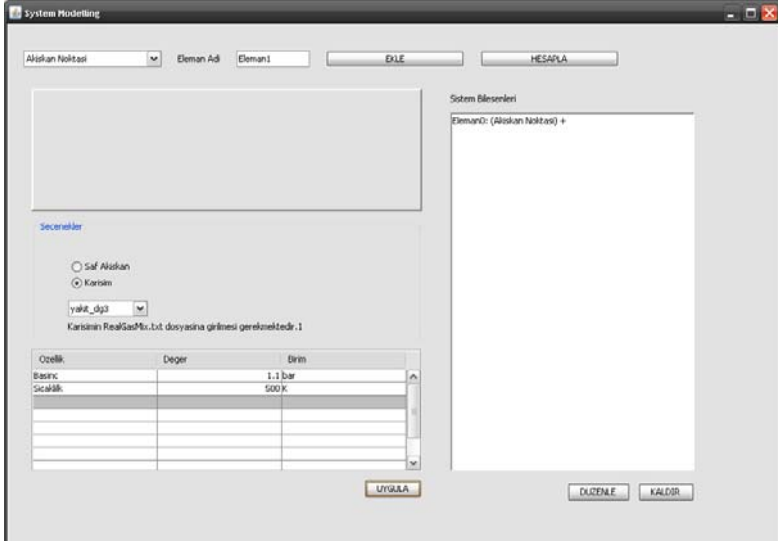 System Modelling
Akiskan Noktasi Eleman Adi Eleman1 EKLE HESAPLA
Sistem Bilesenleri
Eleman0: (Akiskan Noktasi) +
Secenekler
Saf Akiskan
Karisim
yakit_dg3
Karisimin RealGasMix.txt dosyasina girilmesi gerekmektedir.1
Ozellik Deger Birim
Basinc 1.1 bar
Sicaklik 500 K
UYGULA
DUZENLE KALDIR